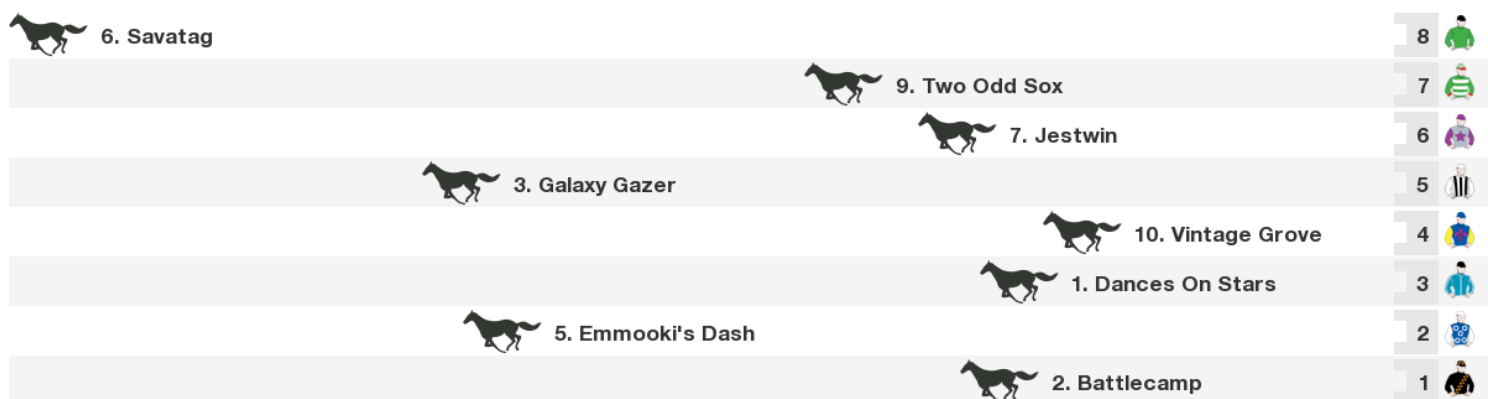 6. Savatag 8
9. Two Odd Sox 7
7. Jestwin 6
3. Galaxy Gazer 5
10. Vintage Grove 4
1. Dances On Stars 3
5. Emmooki's Dash 2
2. Battlecamp 1